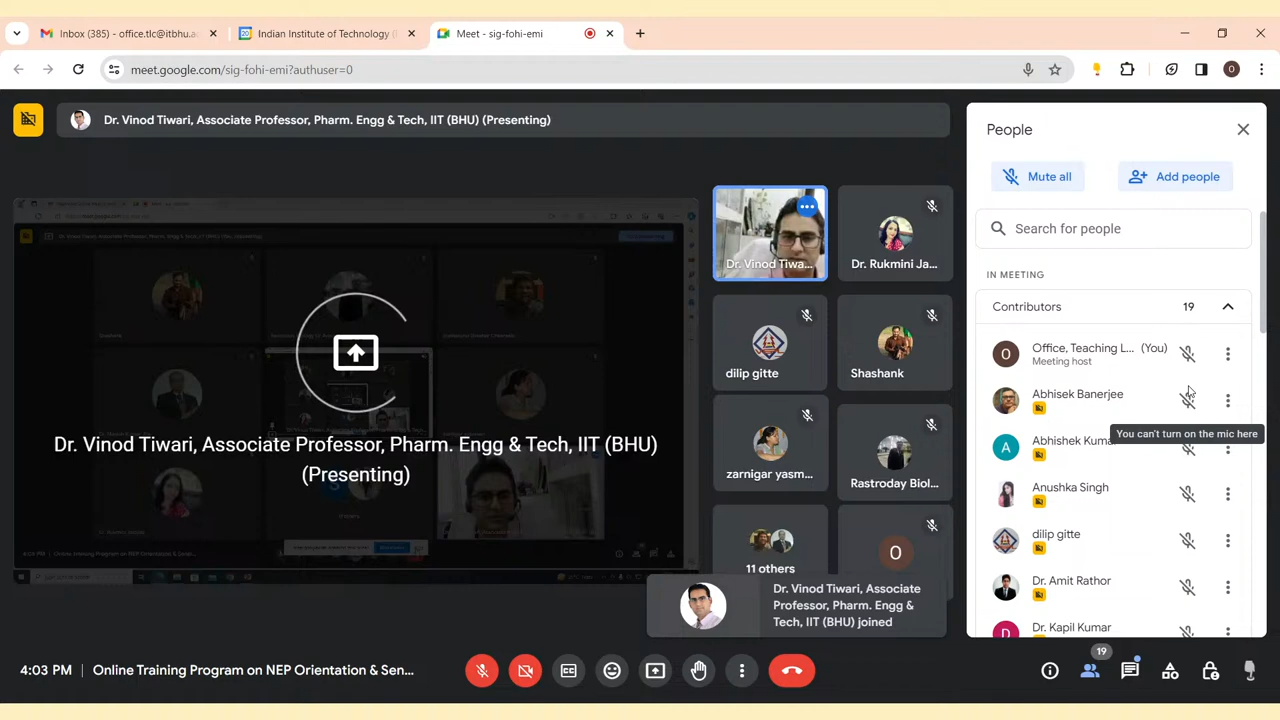 Inbox (385) - office.tlc@itbhu.ac
Indian Institute of Technology (
Meet - sig-fohi-emi
meet.google.com/sig-fohi-emi?authuser=0
O
Dr. Vinod Tiwari, Associate Professor, Pharm. Engg & Tech, IIT (BHU) (Presenting)
Dr. Vinod Tiwari, Associate Professor, Pharm. Engg & Tech, IIT (BHU)
(Presenting)
Dr. Vinod Tiwa...
Dr. Rukmini Ja...
dilip gitte
Shashank
zarnigar yasm...
Rastroday Biol...
11 others
O
Dr. Vinod Tiwari, Associate
Professor, Pharm. Engg &
Tech, IIT (BHU) joined
People
Mute all
Add people
Search for people
IN MEETING
Contributors 19
O
Office, Teaching L... (You)
Meeting host
Abhisek Banerjee
You can't turn on the mic here
A
Abhishek Kuma
Anushka Singh
dilip gitte
Dr. Amit Rathor
D
Dr. Kapil Kumar
4:03 PM Online Training Program on NEP Orientation & Sen...
19